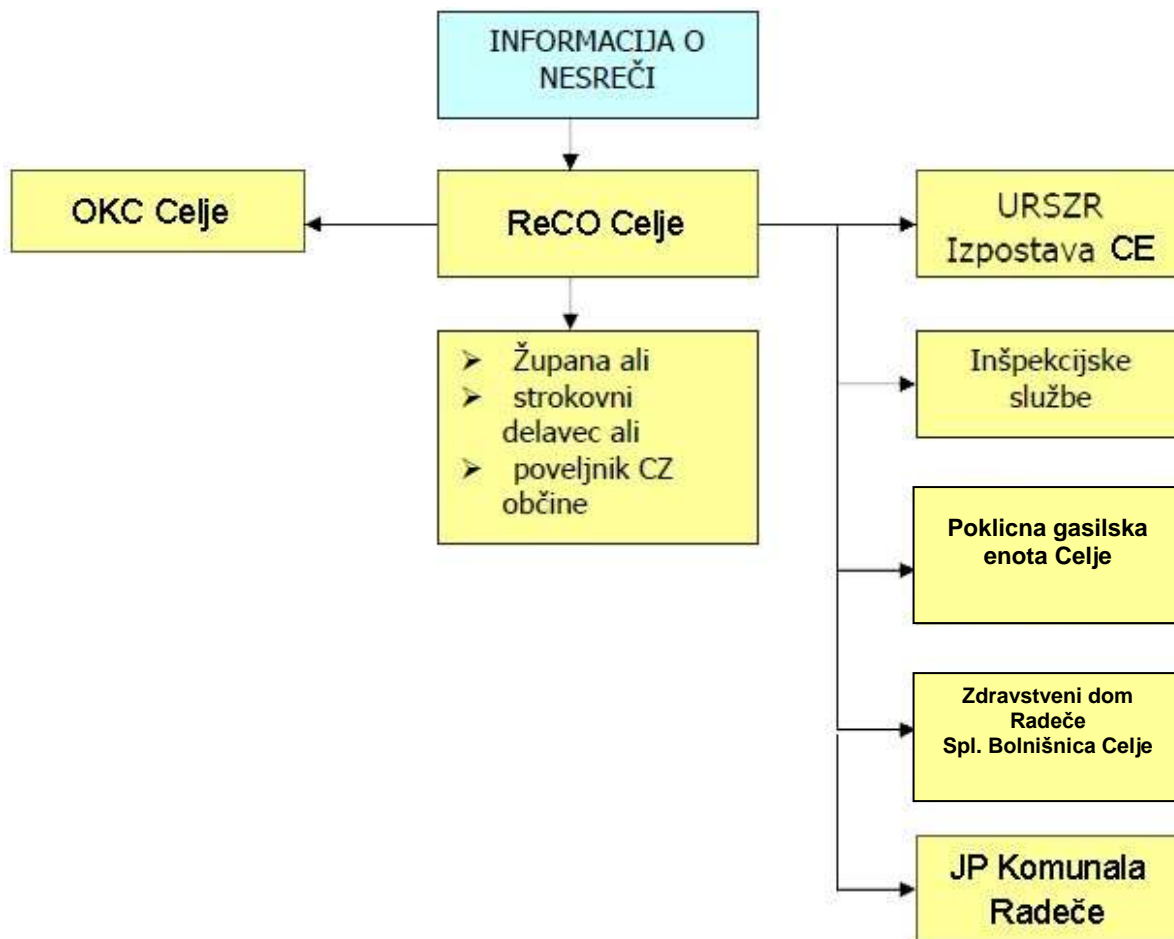 INFORMACIJA O
NESREČI
OKC Celje
ReCO Celje
URSZR
Izpostava CE
➢ Župana ali
➢ strokovni
delavec ali
➢ poveljnik CZ
občine
Inšpekcijske
službe
Poklicna gasilska
enota Celje
Zdravstveni dom
Radeče
Spl. Bolnišnica Celje
JP Komunala
Radeče